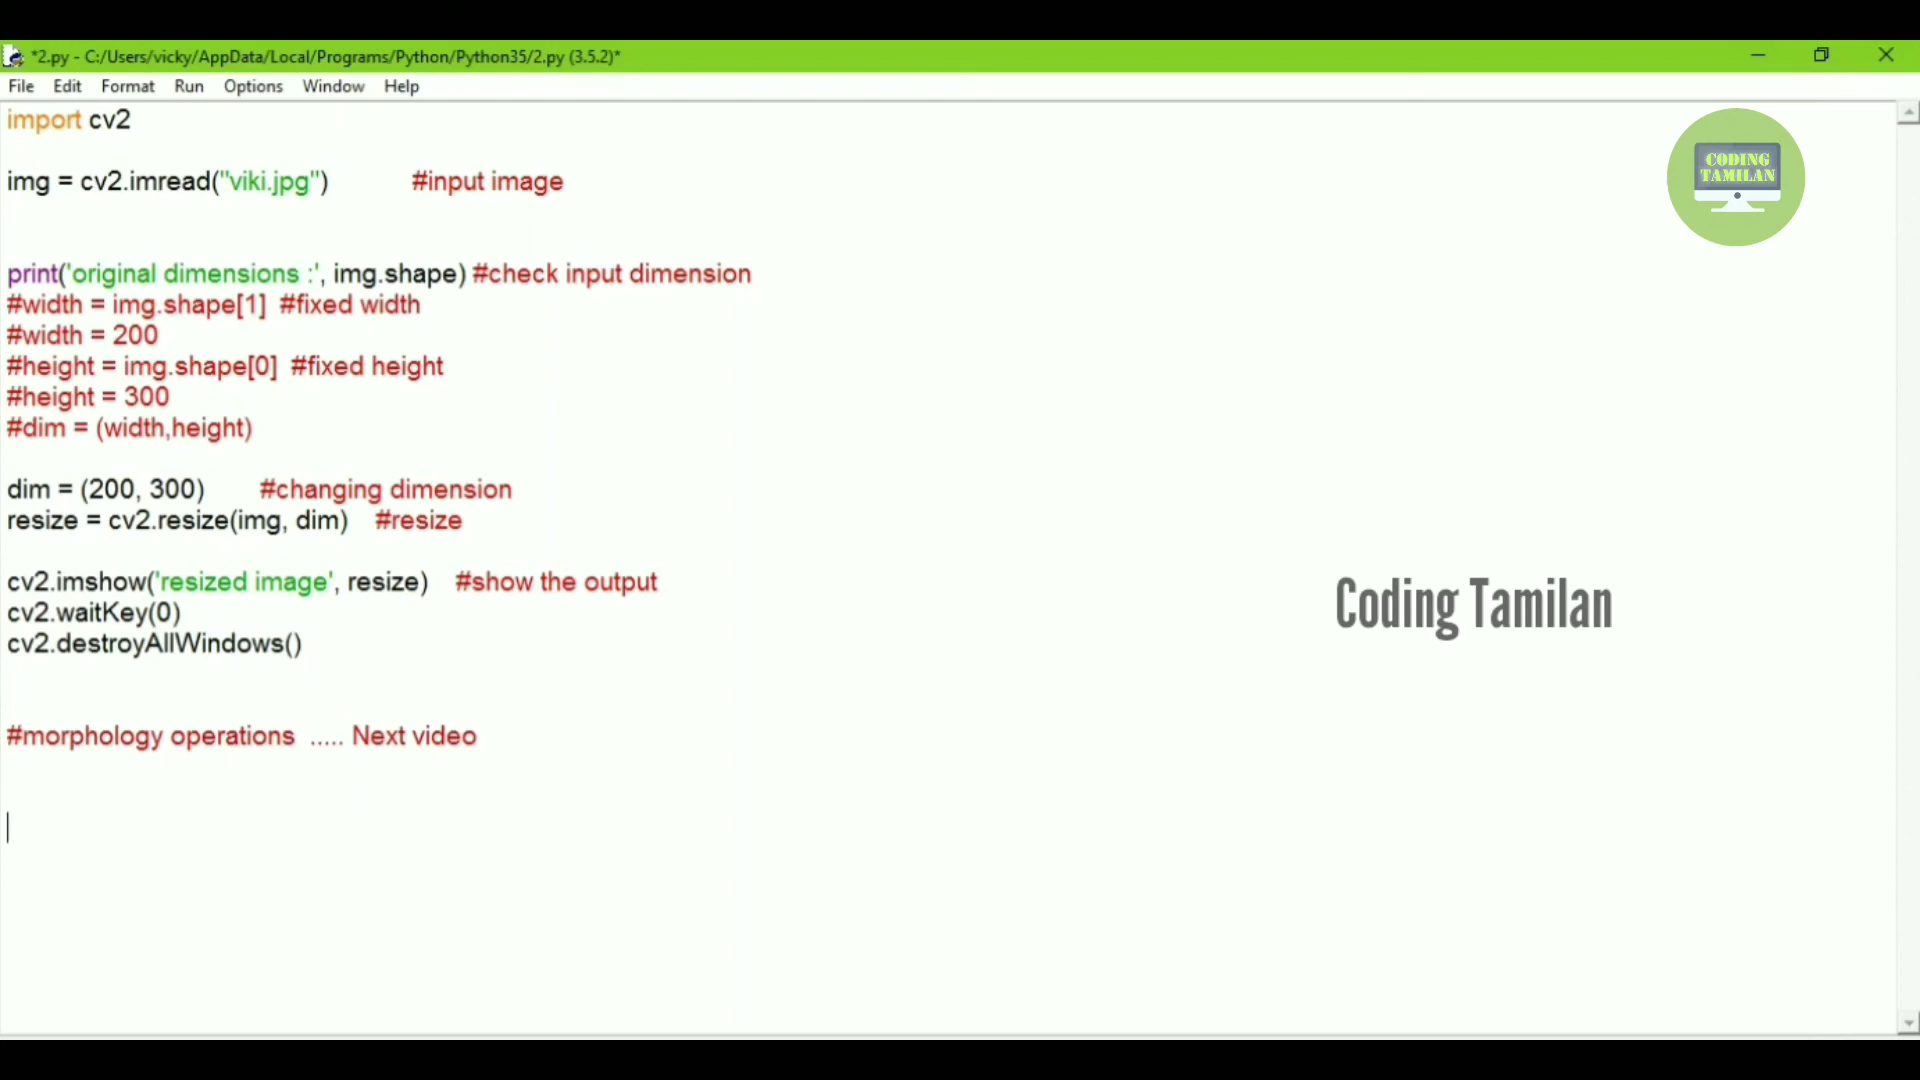 *2.py - C:/Users/vicky/AppData/Local/Programs/Python/Python35/2.py (3.5.2)*
File Edit Format Run Options Window Help
import cv2
img = cv2.imread("viki.jpg") #input image
CODING
TAMILAN
print('original dimensions :', img.shape) #check input dimension
#width = img.shape[1] #fixed width
#width = 200
#height = img.shape[0] #fixed height
#height = 300
#dim = (width,height)
dim = (200, 300) #changing dimension
resize = cv2.resize(img, dim) #resize
cv2.imshow('resized image', resize) #show the output
cv2.waitKey(0)
cv2.destroyAllWindows()
Coding Tamilan
#morphology operations ..... Next video